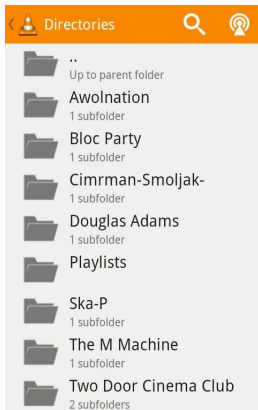 Directories
..
Up to parent folder
Awolnation
1 subfolder
Bloc Party
1 subfolder
Cimrman-Smoljak-
1 subfolder
Douglas Adams
1 subfolder
Playlists
Ska-P
1 subfolder
The M Machine
1 subfolder
Two Door Cinema Club
2 subfolders